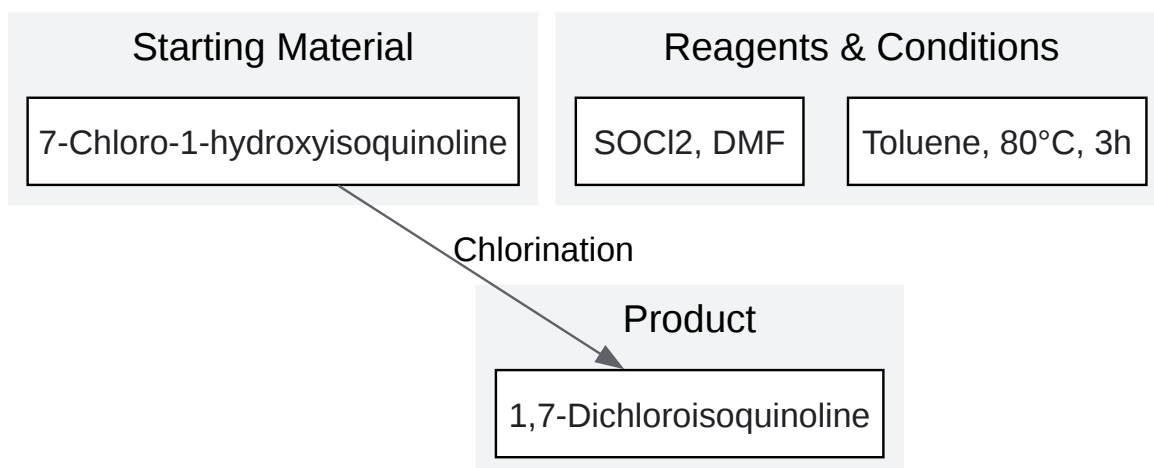 Starting Material
Reagents & Conditions
7-Chloro-1-hydroxyisoquinoline
SOCl2, DMF
Toluene, 80°C, 3h
Chlorination
Product
1,7-Dichloroisoquinoline